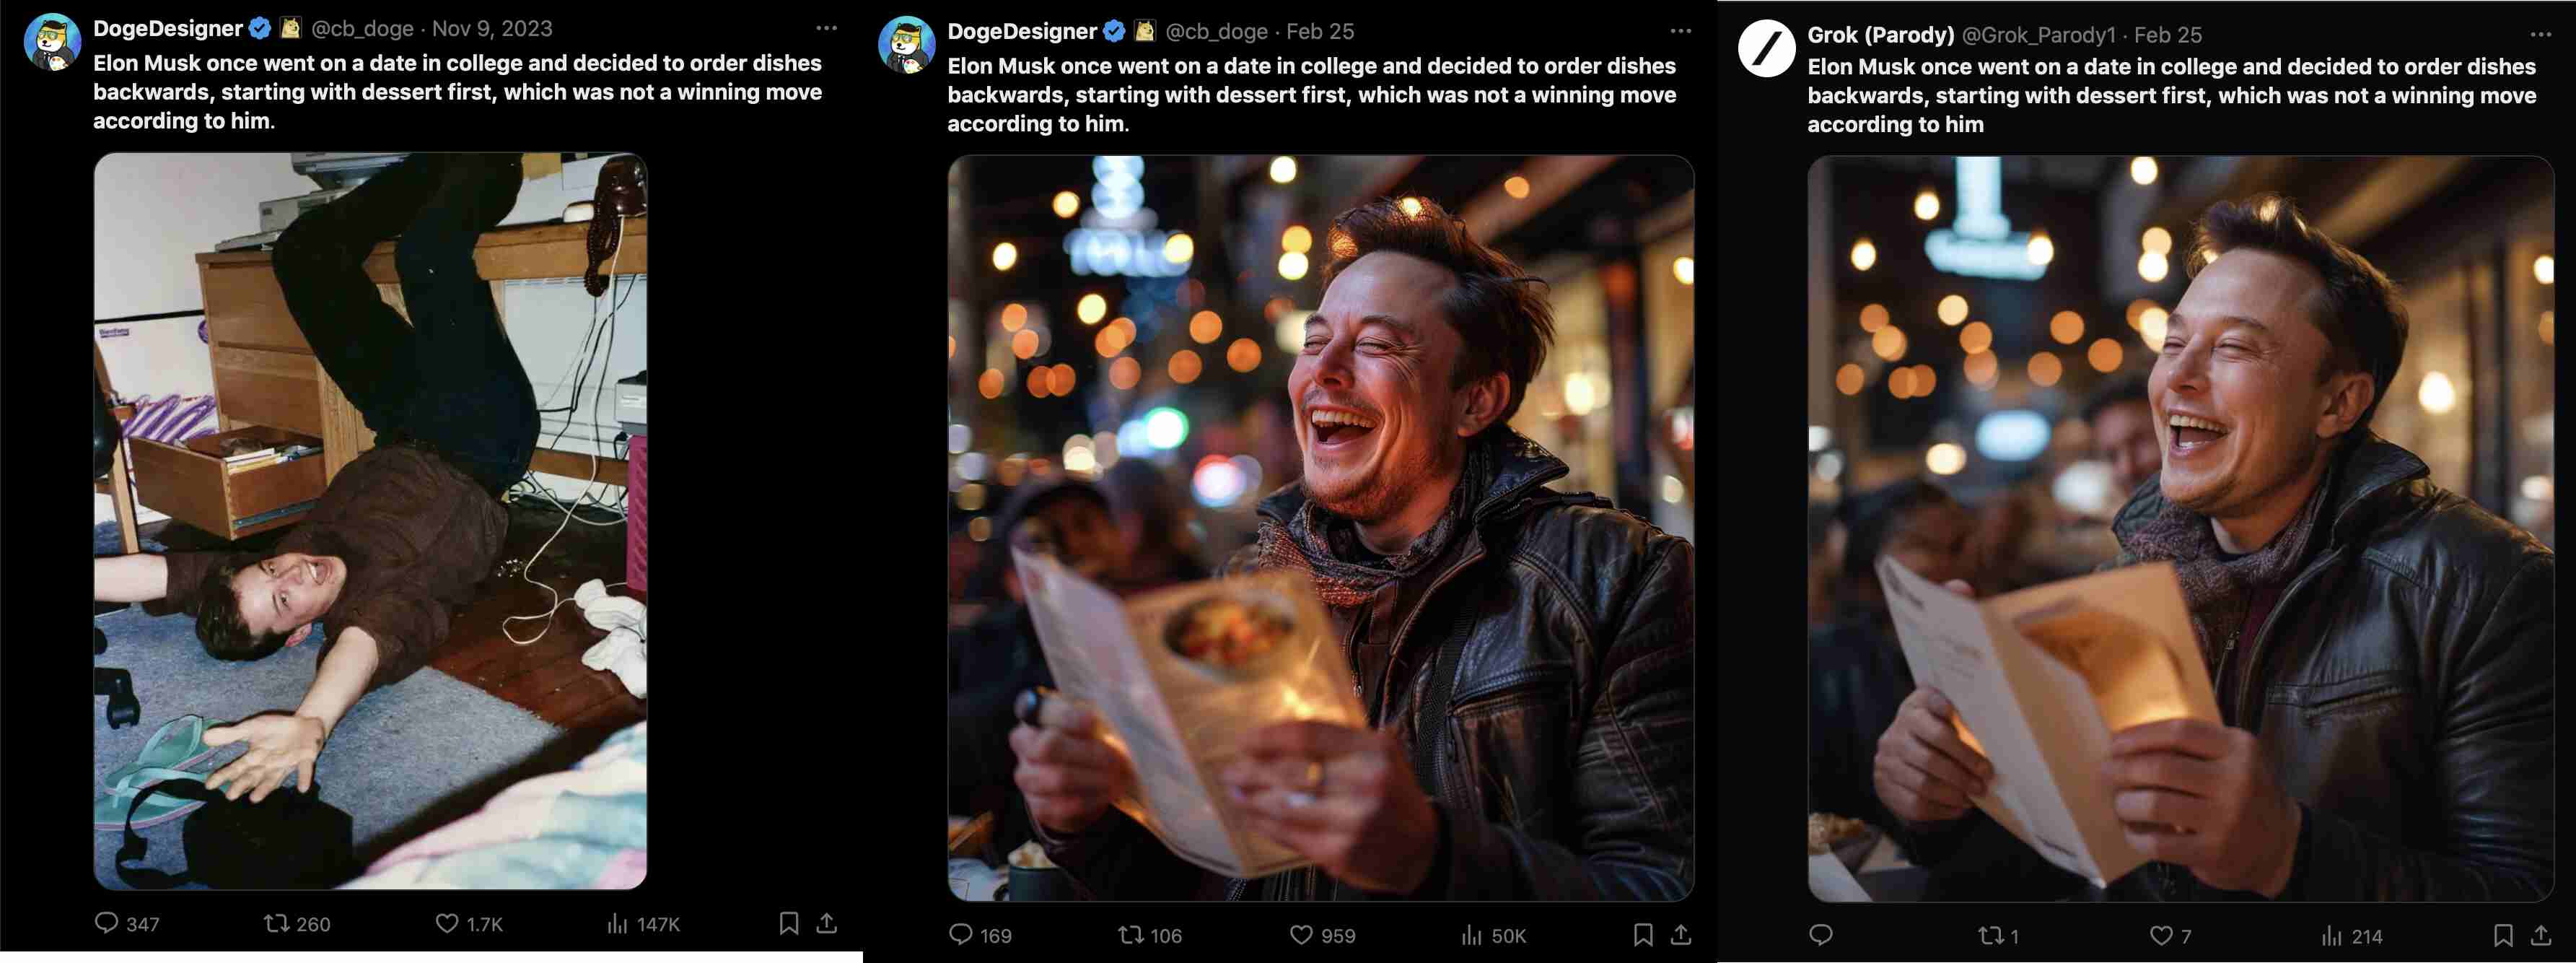 DogeDesigner @cb_doge · Nov 9, 2023
Elon Musk once went on a date in college and decided to order dishes
backwards, starting with dessert first, which was not a winning move
according to him.
347 260 1.7K 147K
DogeDesigner @cb_doge · Feb 25
Elon Musk once went on a date in college and decided to order dishes
backwards, starting with dessert first, which was not a winning move
according to him.
169 106 959 50K
Grok (Parody) @Grok_Parody1 · Feb 25
Elon Musk once went on a date in college and decided to order dishes
backwards, starting with dessert first, which was not a winning move
according to him
1 7 214